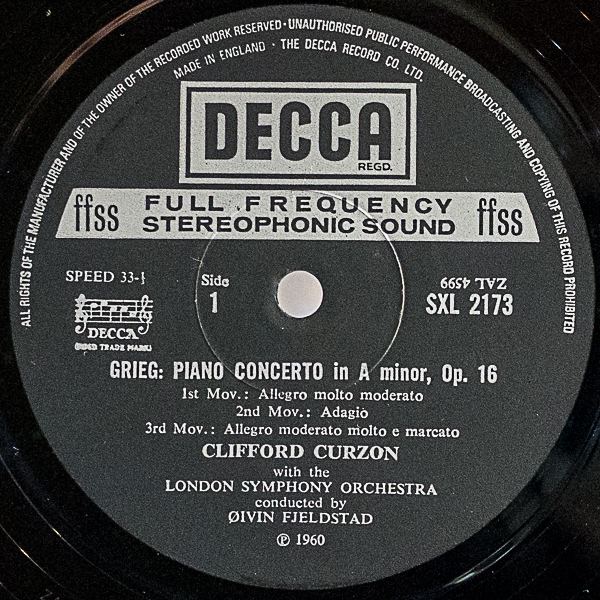 ALL RIGHTS OF THE MANUFACTURER AND OF THE OWNER OF THE RECORDED WORK RESERVED · UNAUTHORISED PUBLIC PERFORMANCE BROADCASTING AND COPYING OF THIS RECORD PROHIBITED
MADE IN ENGLAND · THE DECCA RECORD CO. LTD.
DECCA
REGD.
ffss FULL FREQUENCY STEREOPHONIC SOUND ffss
SPEED 33-⅓
Side 1
ZAL 4599
SXL 2173
DECCA
(REGD TRADE MARK)
GRIEG: PIANO CONCERTO in A minor, Op. 16
1st Mov.: Allegro molto moderato
2nd Mov.: Adagio
3rd Mov.: Allegro moderato molto e marcato
CLIFFORD CURZON
with the
LONDON SYMPHONY ORCHESTRA
conducted by
ØIVIN FJELDSTAD
℗ 1960